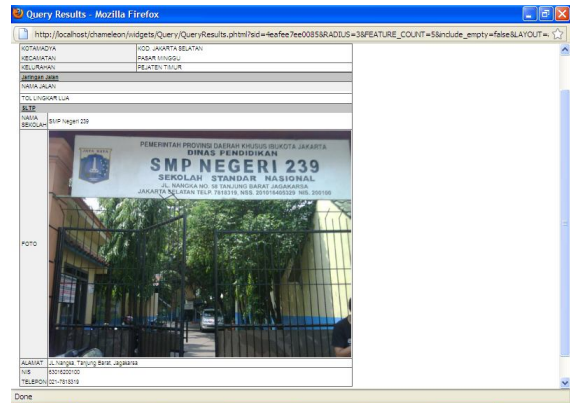 Query Results - Mozilla Firefox
http://localhost/chameleon/widgets/Query/QueryResults.phtml?sid=4eafee7ee0085&RADIUS=3&FEATURE_COUNT=5&include_empty=false&LAYOUT=
KOTAMADYA KOD. JAKARTA SELATAN
KECAMATAN PASAR MINGGU
KELURAHAN PEJATEN TIMUR
Jaringan Jalan
NAMA JALAN
TOL LINGKAR LUA
SLTP
NAMA SEKOLAH SMP Negeri 239
PEMERINTAH PROVINSI DAERAH KHUSUS IBUKOTA JAKARTA
DINAS PENDIDIKAN
SMP NEGERI 239
SEKOLAH STANDAR NASIONAL
JL. NANGKA NO. 58 TANJUNG BARAT JAGAKARSA
JAKARTA SELATAN TELP. 7818319, NSS. 201016405329 NIS. 200100
FOTO
ALAMAT JL.Nangka, Tanjung Barat, Jagakarsa
NIS 63016200100
TELEPON 021-7818319
Done